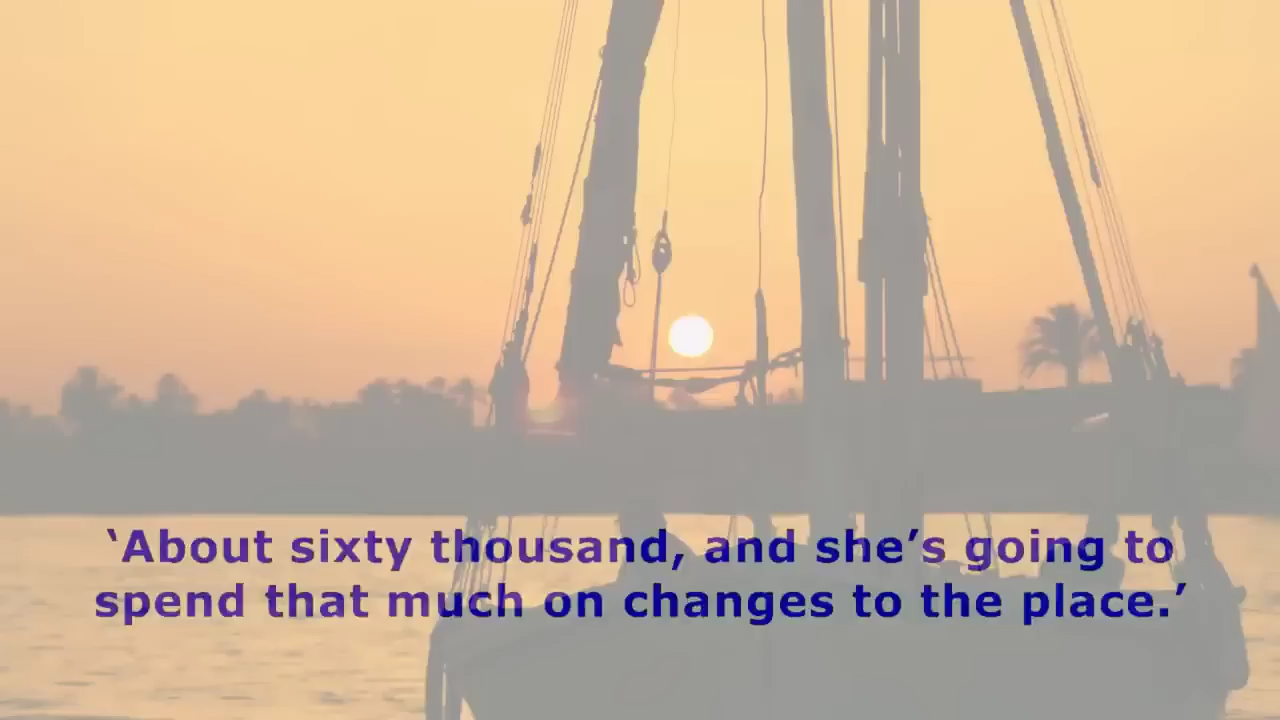 ‘About sixty thousand, and she’s going to
spend that much on changes to the place.’